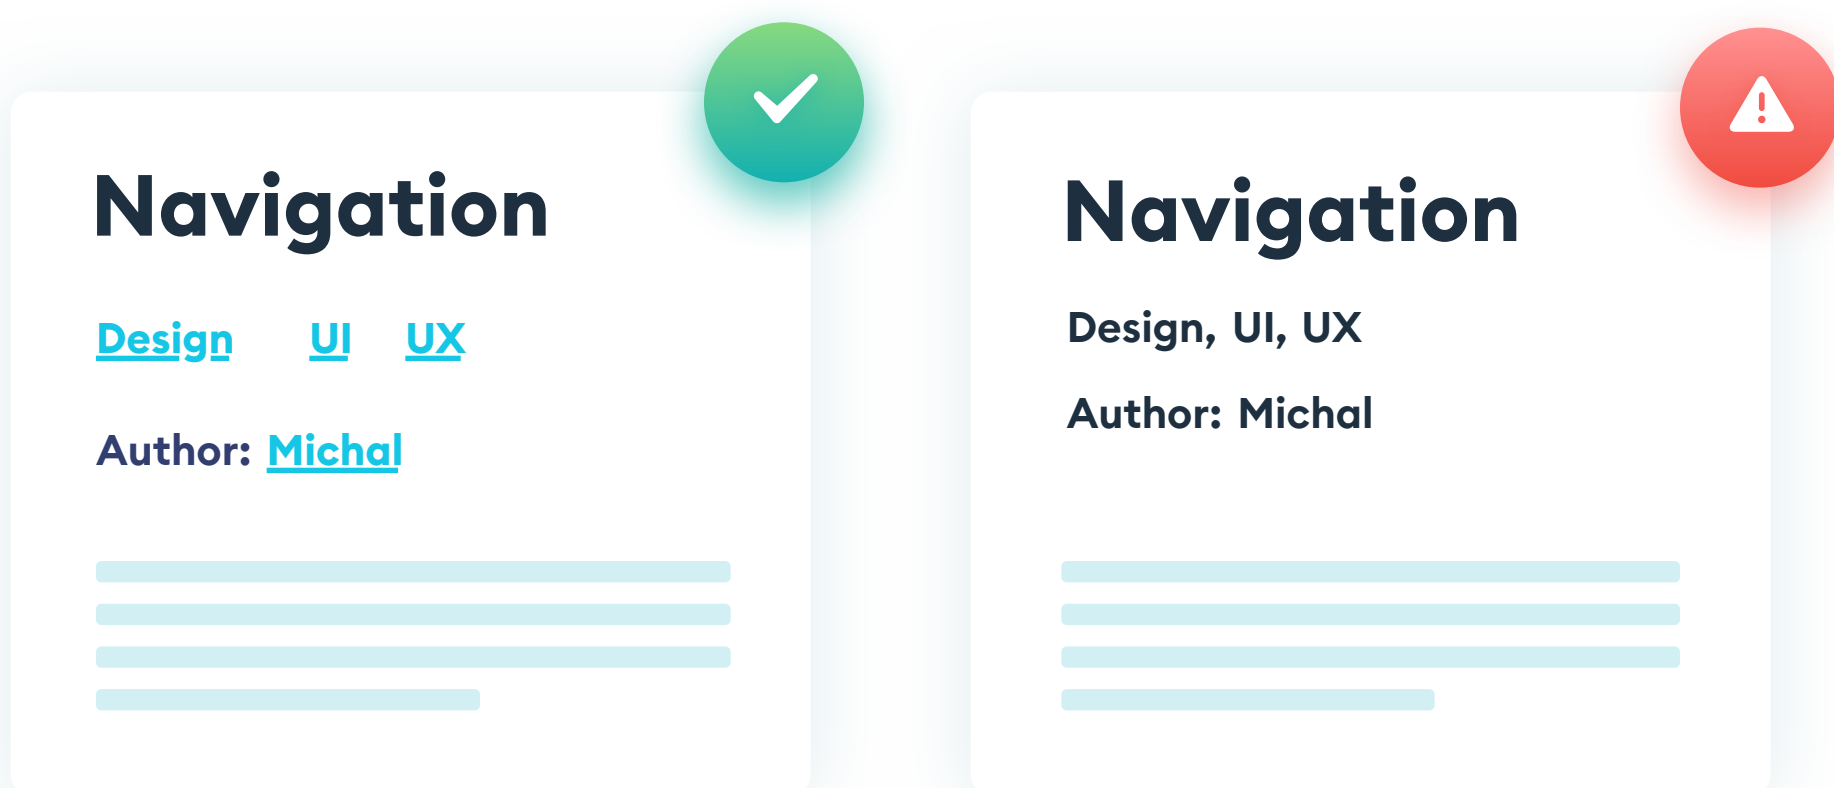 Navigation
Design UI UX
Author: Michal
Navigation
Design, UI, UX
Author: Michal